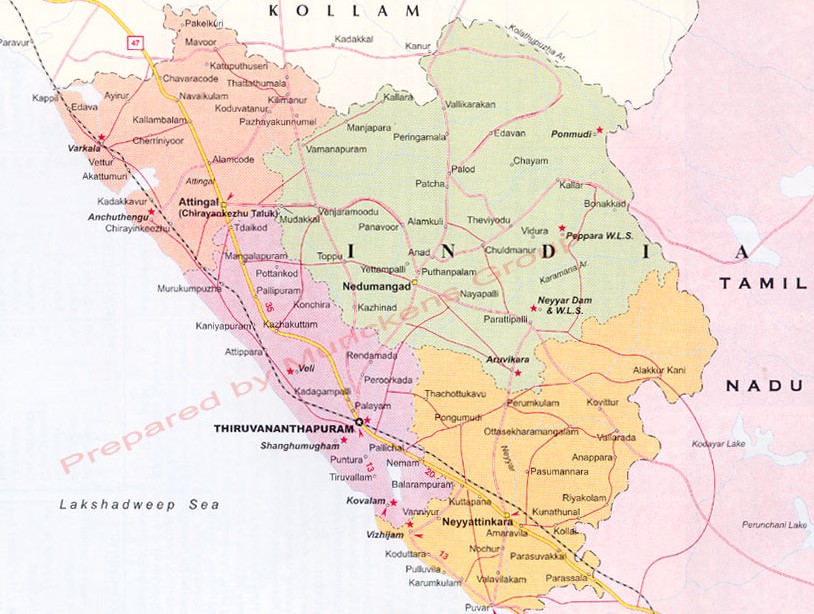 K O L L A M
Pakelkuri
Paravur
47
Mavoor
Kadakkal
Kanur
Kolathupuzha Ar.
Katuputhuseri
Chavaracode
Thattathumala
Kappil
Ayirur
Navaikulam
Kilimanur
Kallara
Edava
Koduvatanur
Vallikarakan
Kallambalam
Pazhayakunnumel
Manjapara
Cherriniyoor
Peringamala
Edavan
Ponmudi
Varkala
Vamanapuram
Vettur
Alamcode
Chayam
Akattumuri
Palod
Attingal
Patcha
Kallar
Kadakkavur
Attingal
(Chirayankezhu Taluk)
Venjaramoodu
Bonakkad
Anchuthengu
Mudakkal
Alamkuli
Theviyodu
Chirayinkeezhu
Tdaikod
Panavoor
Vidura
Peppara W.L.S.
I N D I A
Mangalapuram
Toppu
Anad
Chuldmanur
Pottankod
Yettampalli
Puthanpalam
Karamana Ar.
TAMIL
Murukumpuzha
Pallipuram
Nedumangad
Nayapalli
Konchira
Kazhinad
Neyyar Dam
& W.L.S.
35
Kaniyapuram
Kazhakuttam
Parattipalli
Attippara
Rendamada
Aruvikara
Veli
Alakkur Kani
Peroorkada
NADU
Kadagampalli
Thachottukavu
Palayam
Perumkulam
Kovittur
THIRUVANANTHAPURAM
Pongumudi
Ottasekharamangalam
Shanghumugham
Pallichal
Vallarada
Kodayar Lake
Puntura
13
Nemam
Neyyar
Anappara
Tiruvallam
20
Pasumannara
Balarampuram
Lakshadweep Sea
Kovalam
Kuttapana
Riyakolam
Vanniyur
Kunathunal
Perunchani Lake
Neyyattinkara
Vizhijam
Amaravila
Kollai
Koduttara
13
Nochur
Parasuvakkal
Pulluvila
Karumkulam
Valavilakam
Parassala
Puvar
Prepared by Mudckens Group